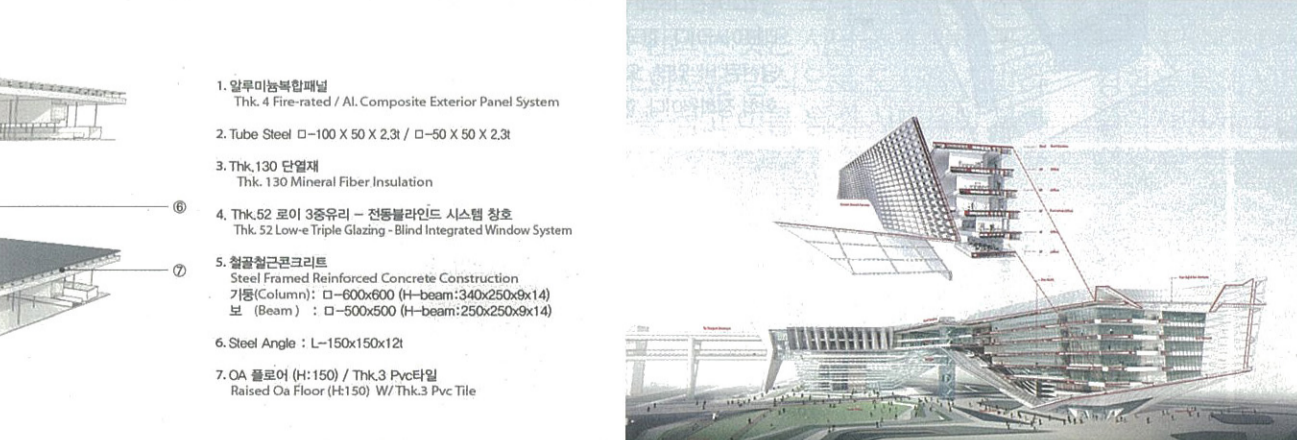 1. 알루미늄복합패널
Thk. 4 Fire-rated / Al. Composite Exterior Panel System
2. Tube Steel □-100 X 50 X 2.3t / □-50 X 50 X 2.3t
3. Thk.130 단열재
Thk. 130 Mineral Fiber Insulation
4. Thk.52 로이 3중유리 - 전동블라인드 시스템 창호
Thk. 52 Low-e Triple Glazing - Blind Integrated Window System
5. 철골철근콘크리트
Steel Framed Reinforced Concrete Construction
기둥(Column): □-600x600 (H-beam:340x250x9x14)
보 (Beam) : □-500x500 (H-beam:250x250x9x14)
⑥
6. Steel Angle : L-150x150x12t
⑦
7. OA 플로어 (H:150) / Thk.3 Pvc타일
Raised Oa Floor (H:150) W/ Thk.3 Pvc Tile